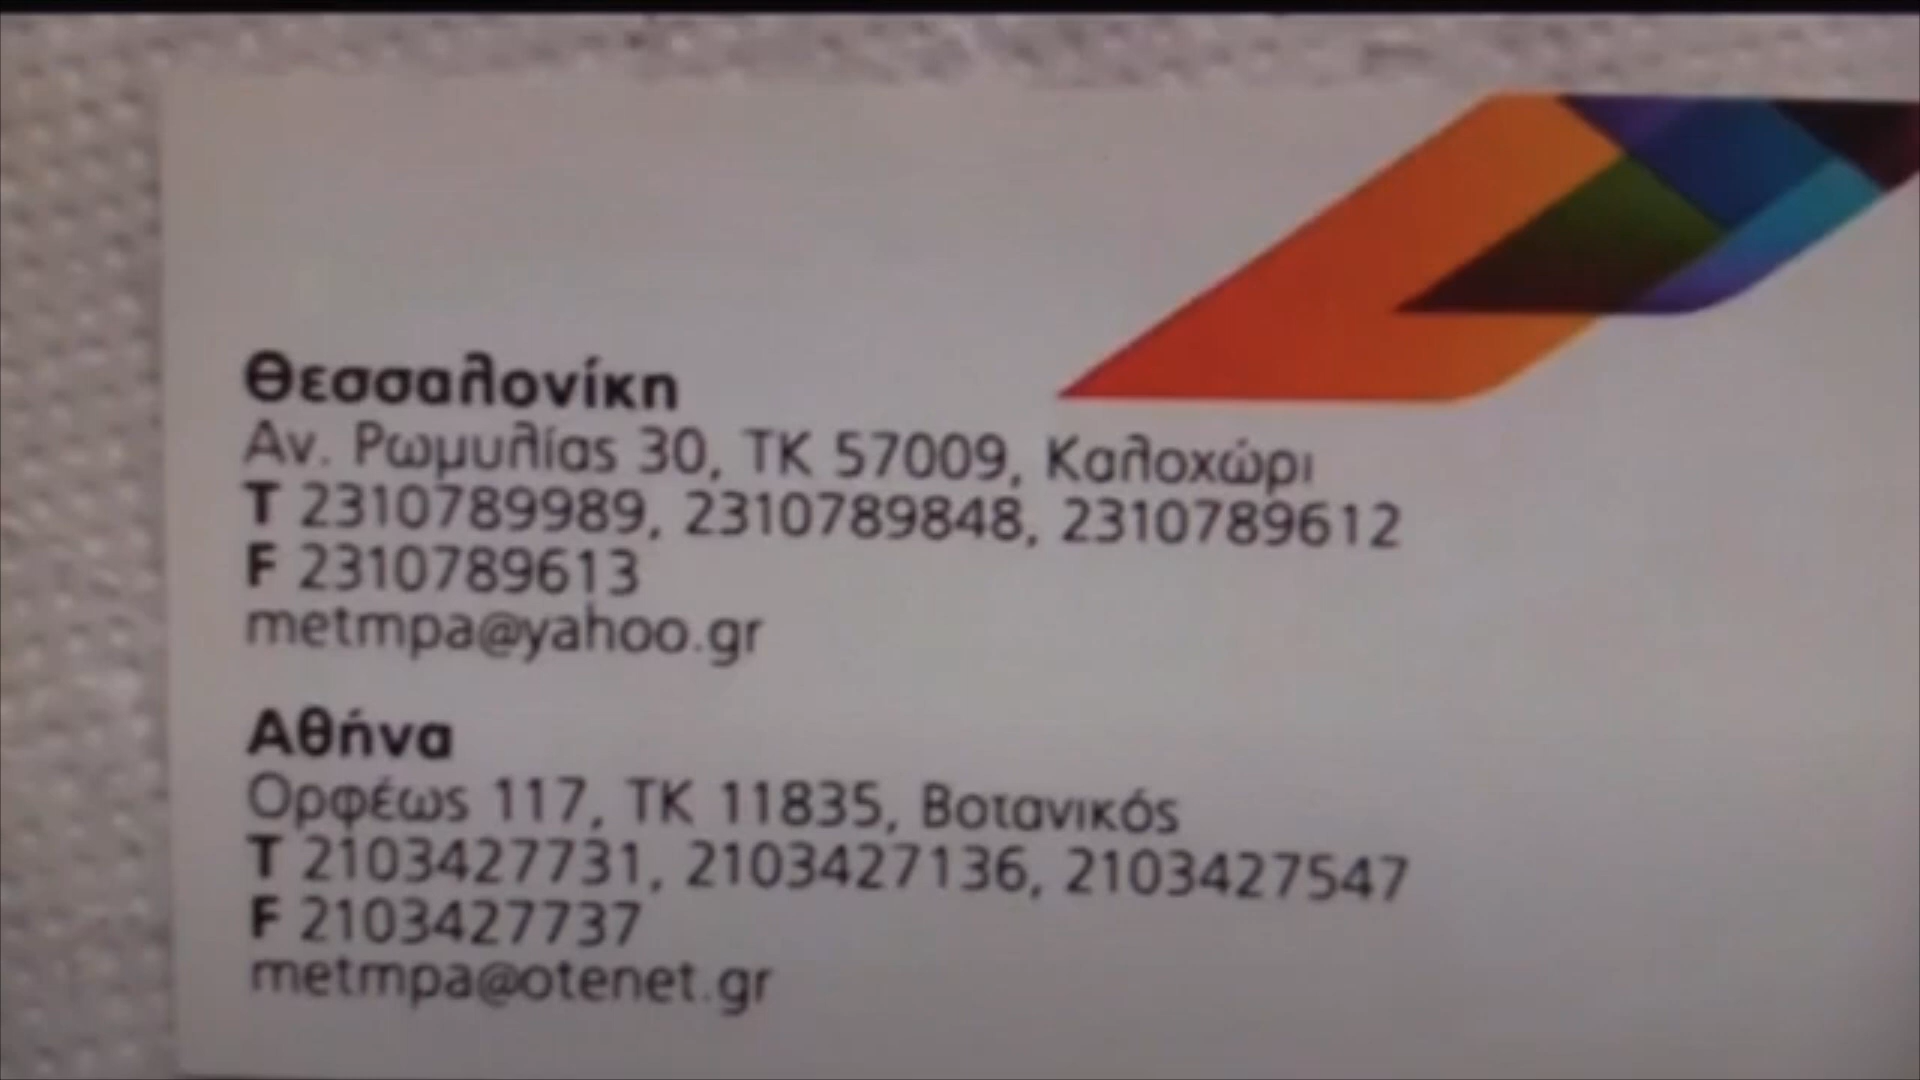 Θεσσαλονίκη
Αν. Ρωμυλίας 30, ΤΚ 57009, Καλοχώρι
T 2310789989, 2310789848, 2310789612
F 2310789613
metmpa@yahoo.gr
Αθήνα
Ορφέως 117, ΤΚ 11835, Βοτανικός
T 2103427731, 2103427136, 2103427547
F 2103427737
metmpa@otenet.gr